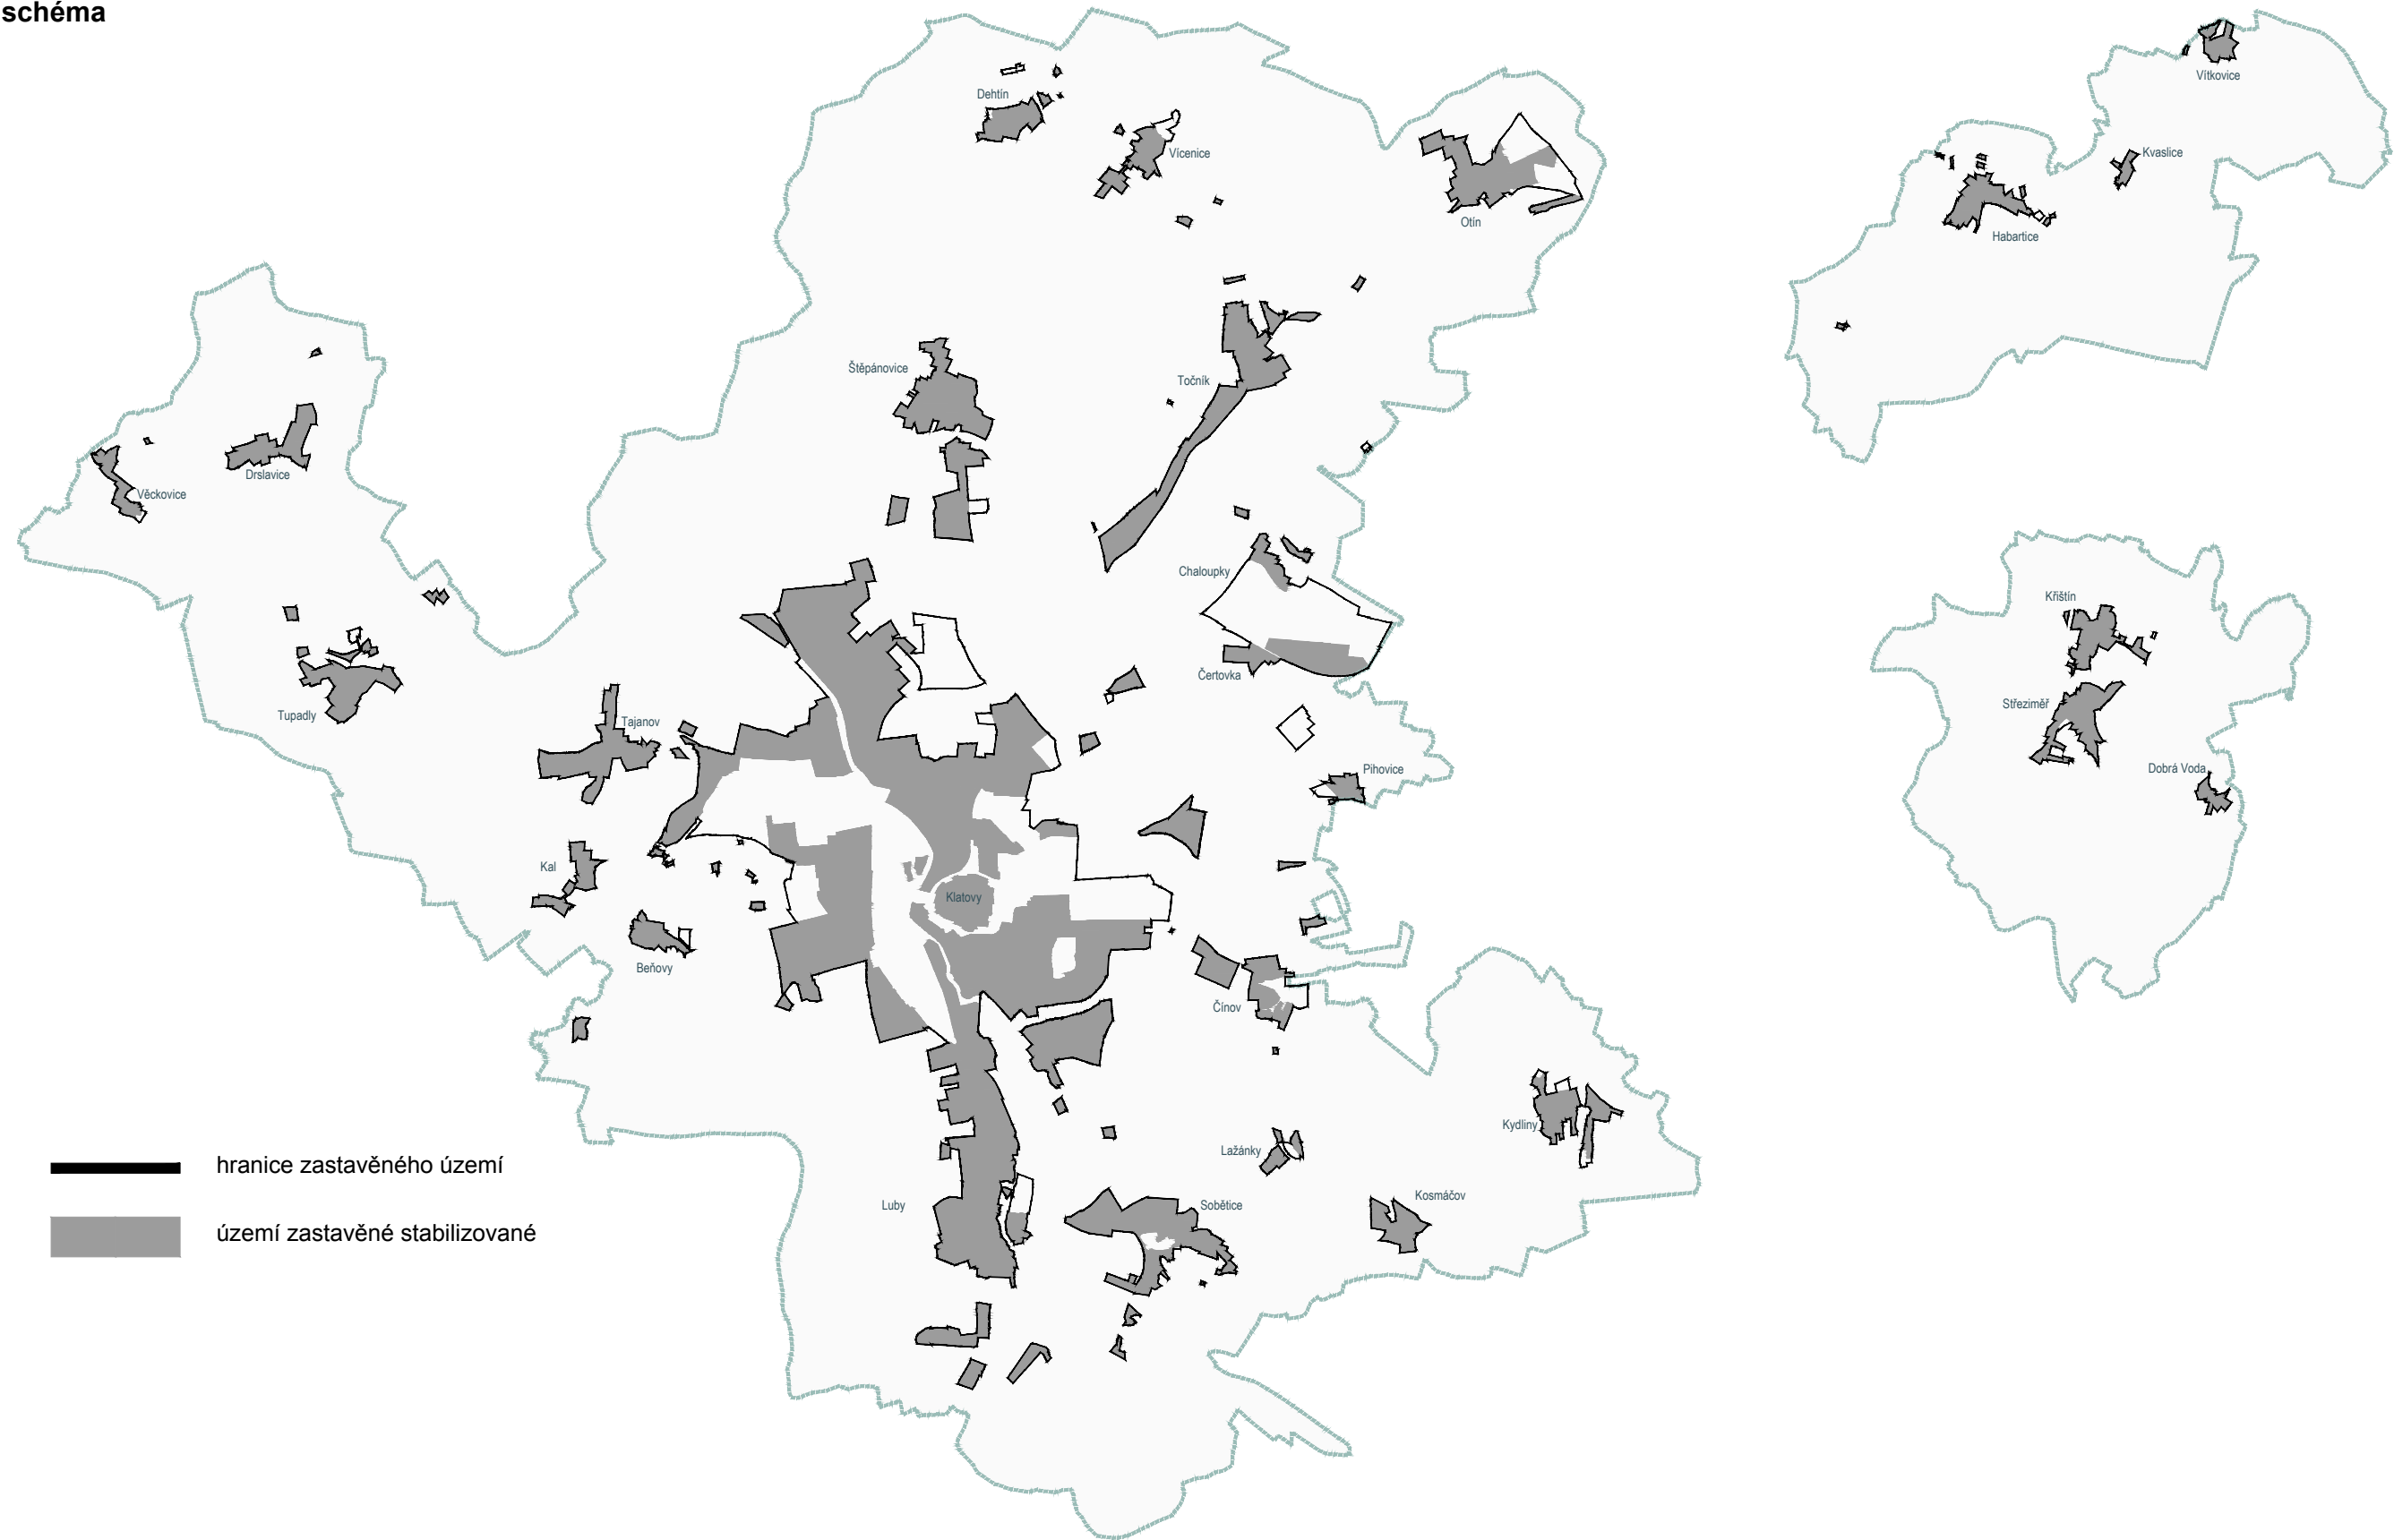 schéma
Vítkovice
Dehtín
Vícenice
Kvaslice
Otín
Habartice
Štěpánovice
Točník
Drslavice
Věckovice
Chaloupky
Křištín
Čertovka
Střeziměř
Tupadly
Tajanov
Pihovice
Dobrá Voda
Kal
Klatovy
Beňovy
Čínov
Kydliny
Lažánky
hranice zastavěného území
Kosmáčov
Luby
Sobětice
území zastavěné stabilizované